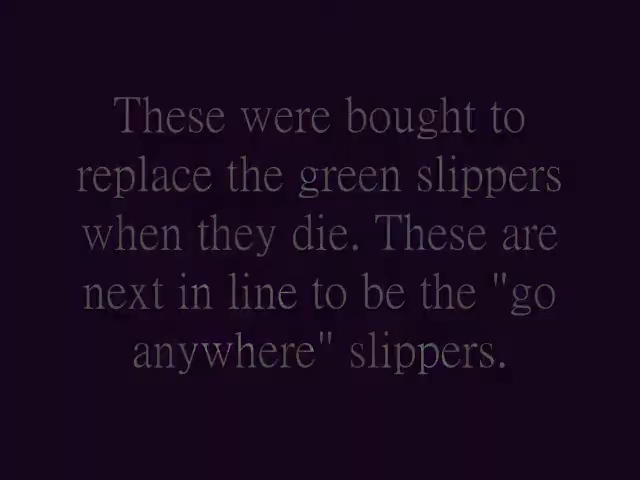 These were bought to
replace the green slippers
when they die. These are
next in line to be the "go
anywhere" slippers.